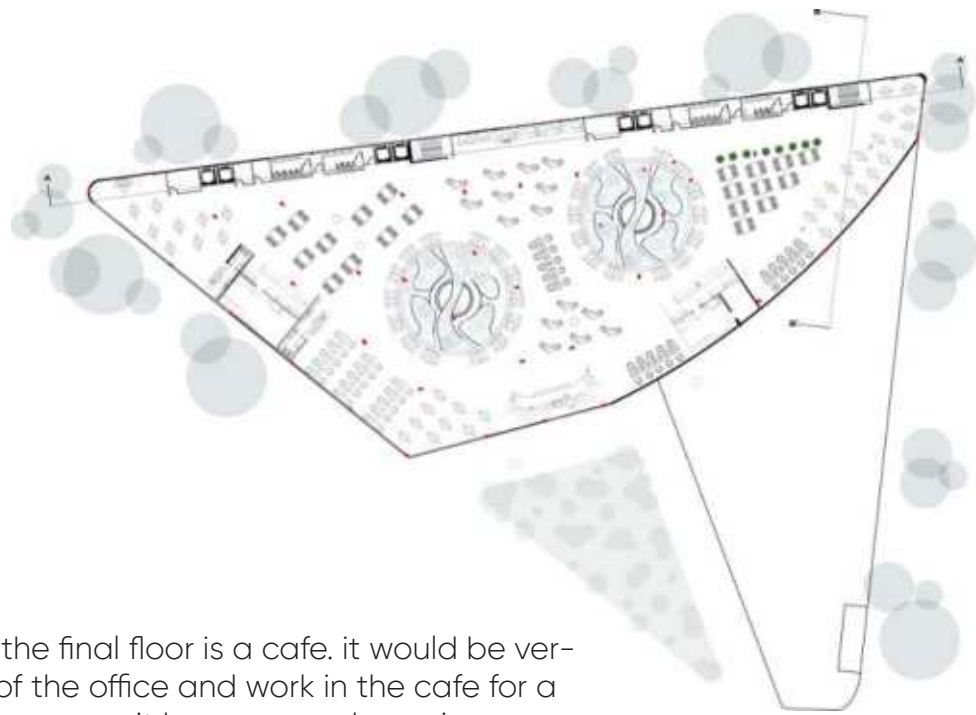 A
A'
the final floor is a cafe. it would be ver-
of the office and work in the cafe for a